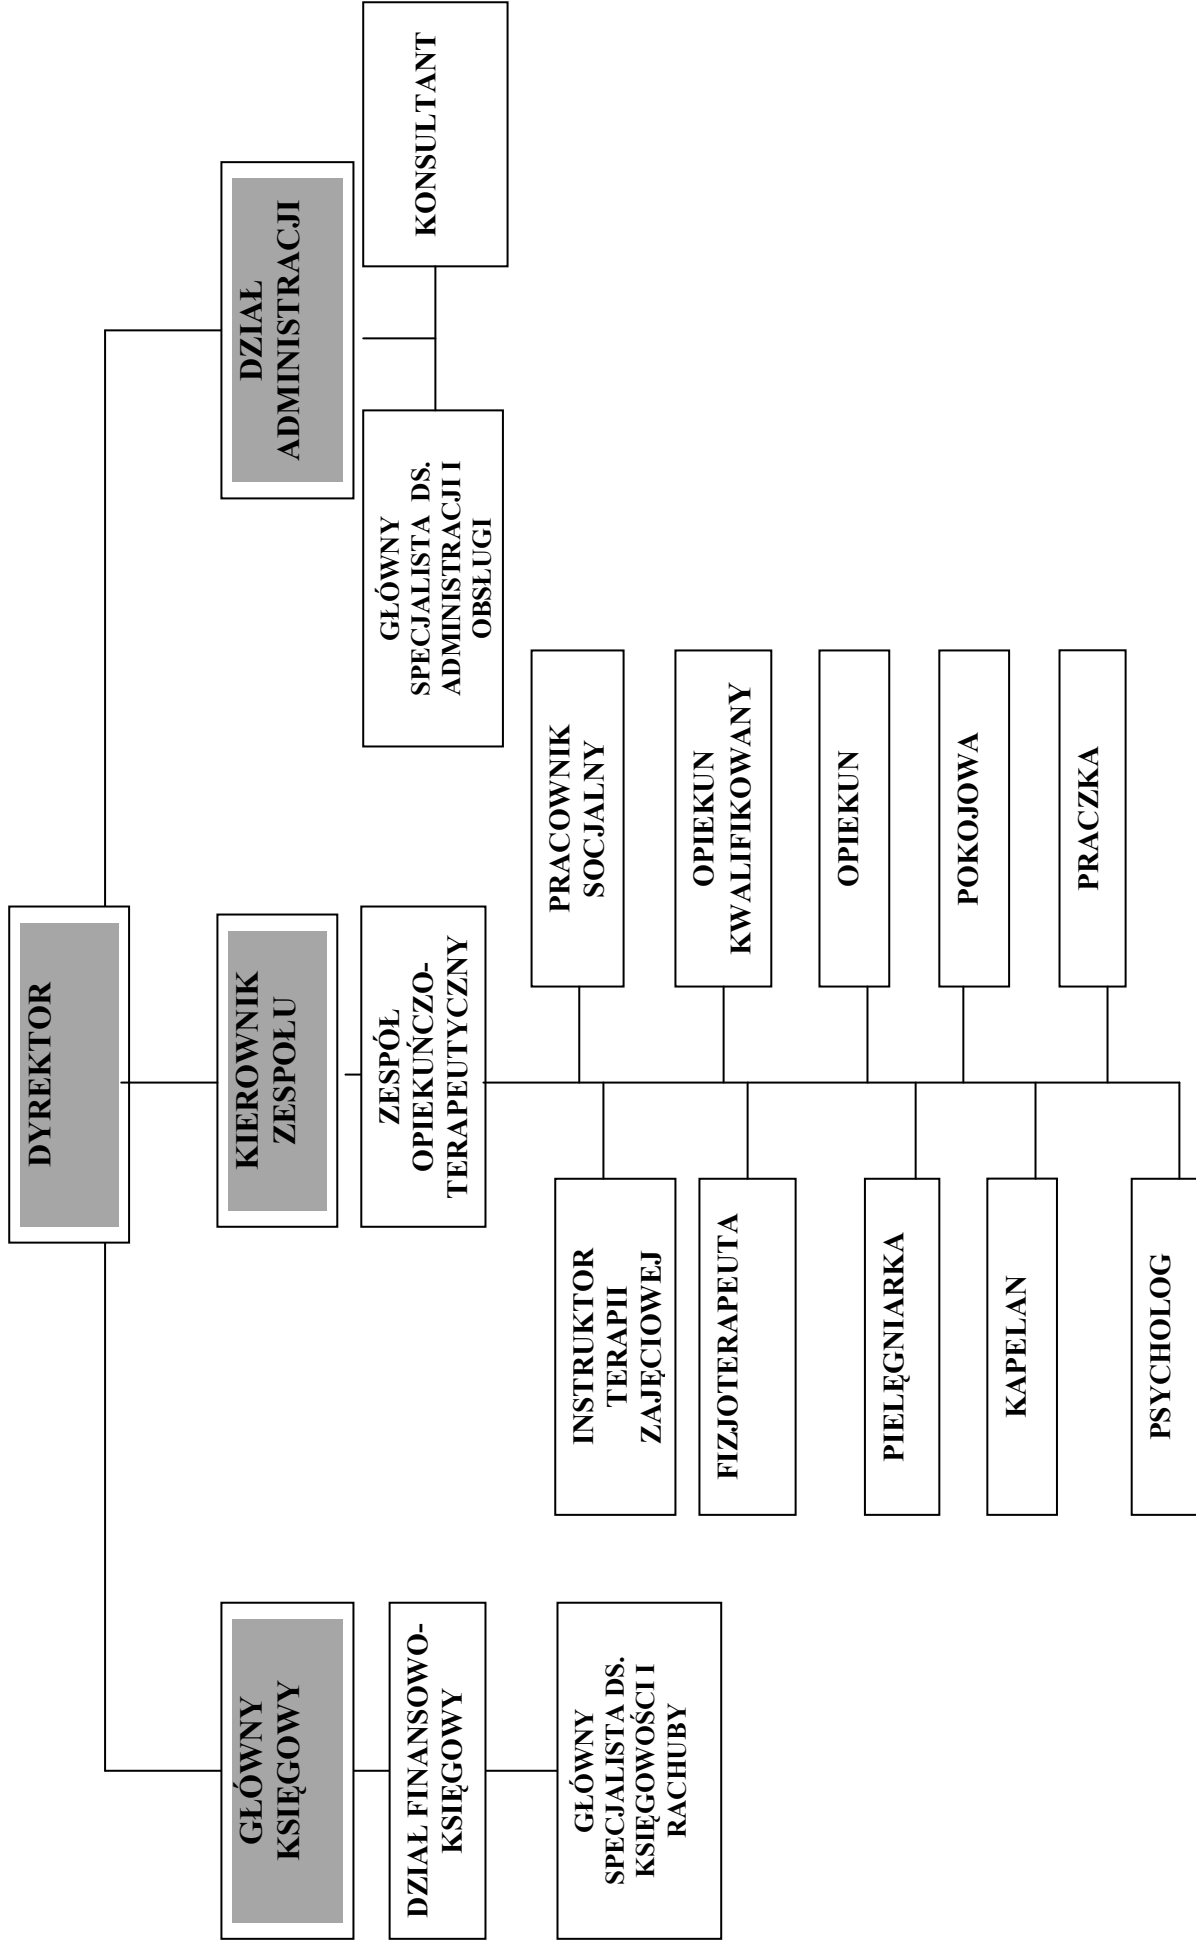 DYREKTOR
GŁÓWNY
KSIĘGOWY
KIEROWNIK
ZESPOŁU
DZIAŁ
ADMINISTRACJI
DZIAŁ FINANSOWO-
KSIĘGOWY
ZESPÓŁ
OPIEKUŃCZO-
TERAPEUTYCZNY
GŁÓWNY
SPECJALISTA DS.
ADMINISTRACJI I
OBSŁUGI
KONSULTANT
GŁÓWNY
SPECJALISTA DS.
KSIĘGOWOŚCI I
RACHUBY
INSTRUKTOR
TERAPII
ZAJĘCIOWEJ
PRACOWNIK
SOCJALNY
FIZJOTERAPEUTA
OPIEKUN
KWALIFIKOWANY
PIELĘGNIARKA
OPIEKUN
KAPELAN
POKOJOWA
PSYCHOLOG
PRACZKA